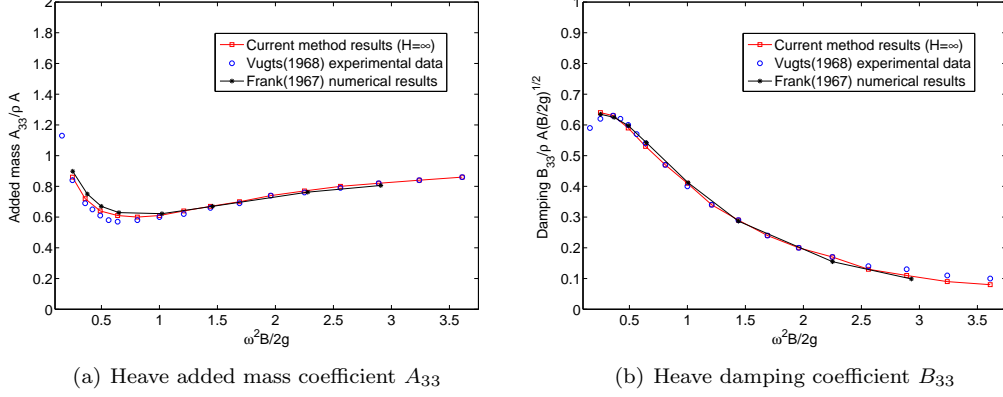 2
1.8
1.6
1.4
1.2
1
0.8
0.6
0.4
0.2
0
Added mass A₃₃/ρ A
Current method results (H=∞)
Vugts(1968) experimental data
Frank(1967) numerical results
0.5 1 1.5 2 2.5 3 3.5
ω²B/2g
(a) Heave added mass coefficient A₃₃
1
0.9
0.8
0.7
0.6
0.5
0.4
0.3
0.2
0.1
0
Damping B₃₃/ρ A(B/2g)^1/2
Current method results (H=∞)
Vugts(1968) experimental data
Frank(1967) numerical results
0.5 1 1.5 2 2.5 3 3.5
ω²B/2g
(b) Heave damping coefficient B₃₃